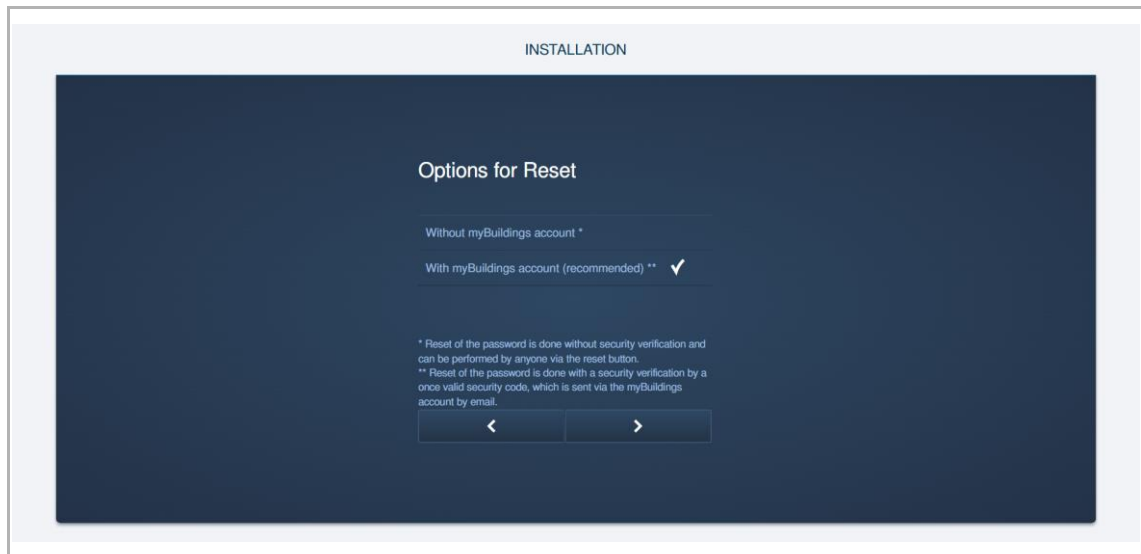 INSTALLATION
Options for Reset
Without myBuildings account *
With myBuildings account (recommended) **
* Reset of the password is done without security verification and
can be performed by anyone via the reset button.
** Reset of the password is done with a security verification by a
once valid security code, which is sent via the myBuildings
account by email.